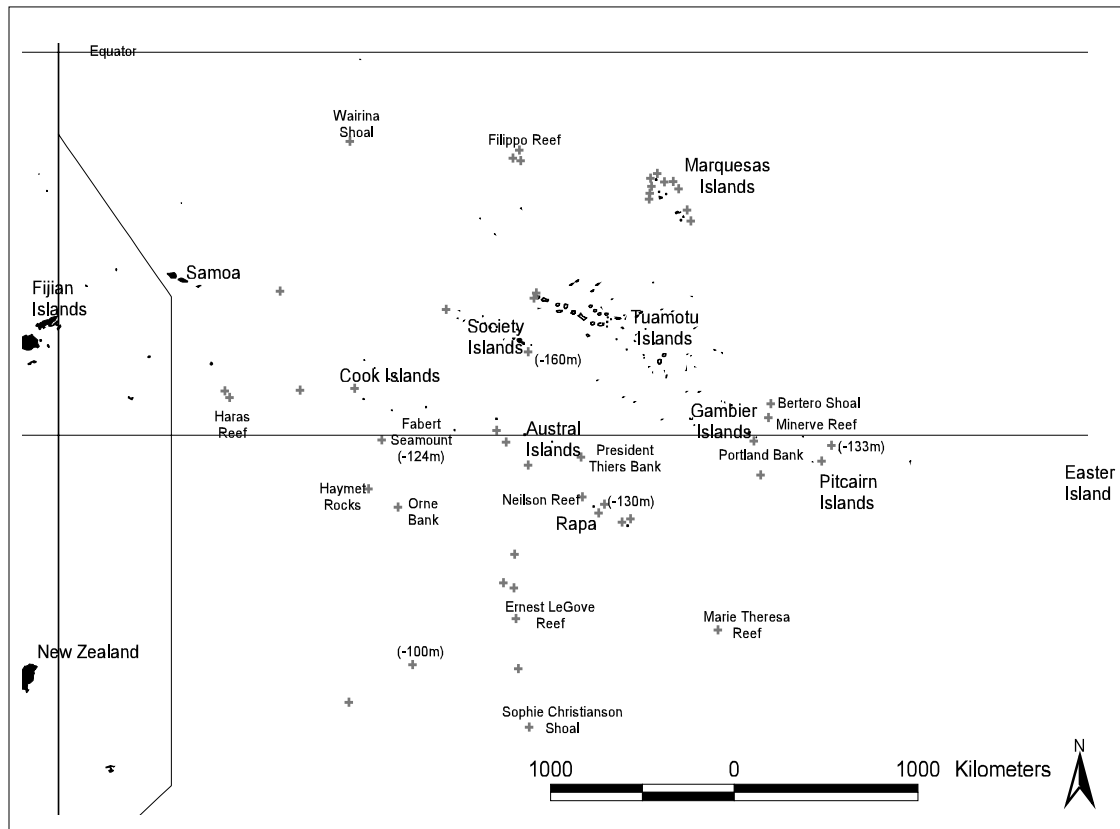 Equator
Wairina
Shoal
Filippo Reef
Marquesas
Islands
Samoa
Fijian
Islands
Society
Islands
(-160m)
Tuamotu
Islands
Cook Islands
Haras
Reef
Fabert
Seamount
(-124m)
Austral
Islands
President
Thiers Bank
Gambier
Islands
Bertero Shoal
Minerve Reef
Portland Bank
(-133m)
Pitcairn
Islands
Easter
Island
Haymet
Rocks
Orne
Bank
Neilson Reef
(-130m)
Rapa
Ernest LeGove
Reef
Marie Theresa
Reef
New Zealand
(-100m)
Sophie Christianson
Shoal
1000 0 1000 Kilometers
N